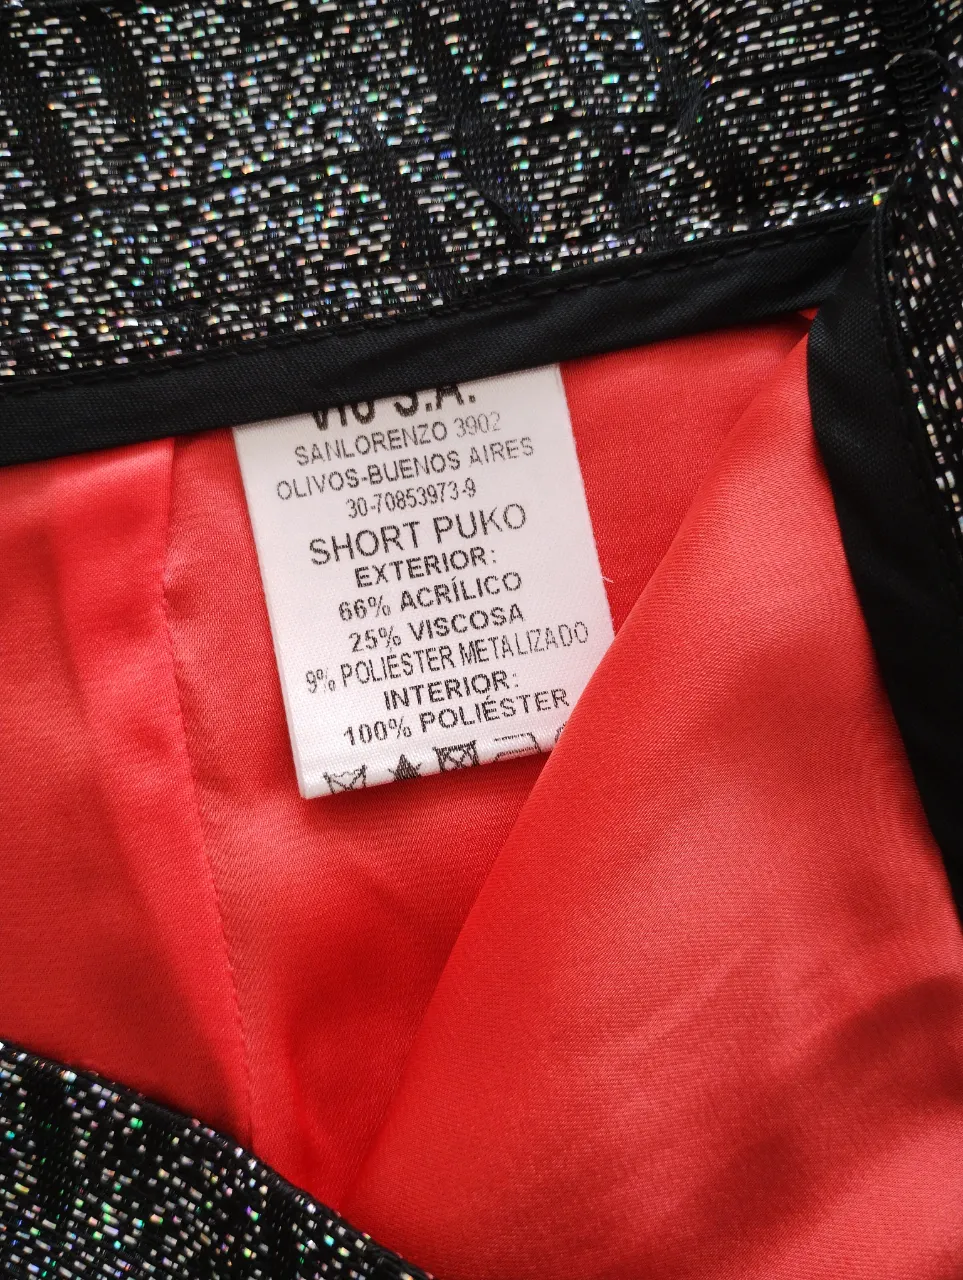 S.A.
SANLORENZO 3902
OLIVOS-BUENOS AIRES
30-70853973-9
SHORT PUKO
EXTERIOR:
66% ACRÍLICO
25% VISCOSA
9% POLIÉSTER METALIZADO
INTERIOR:
100% POLIÉSTER